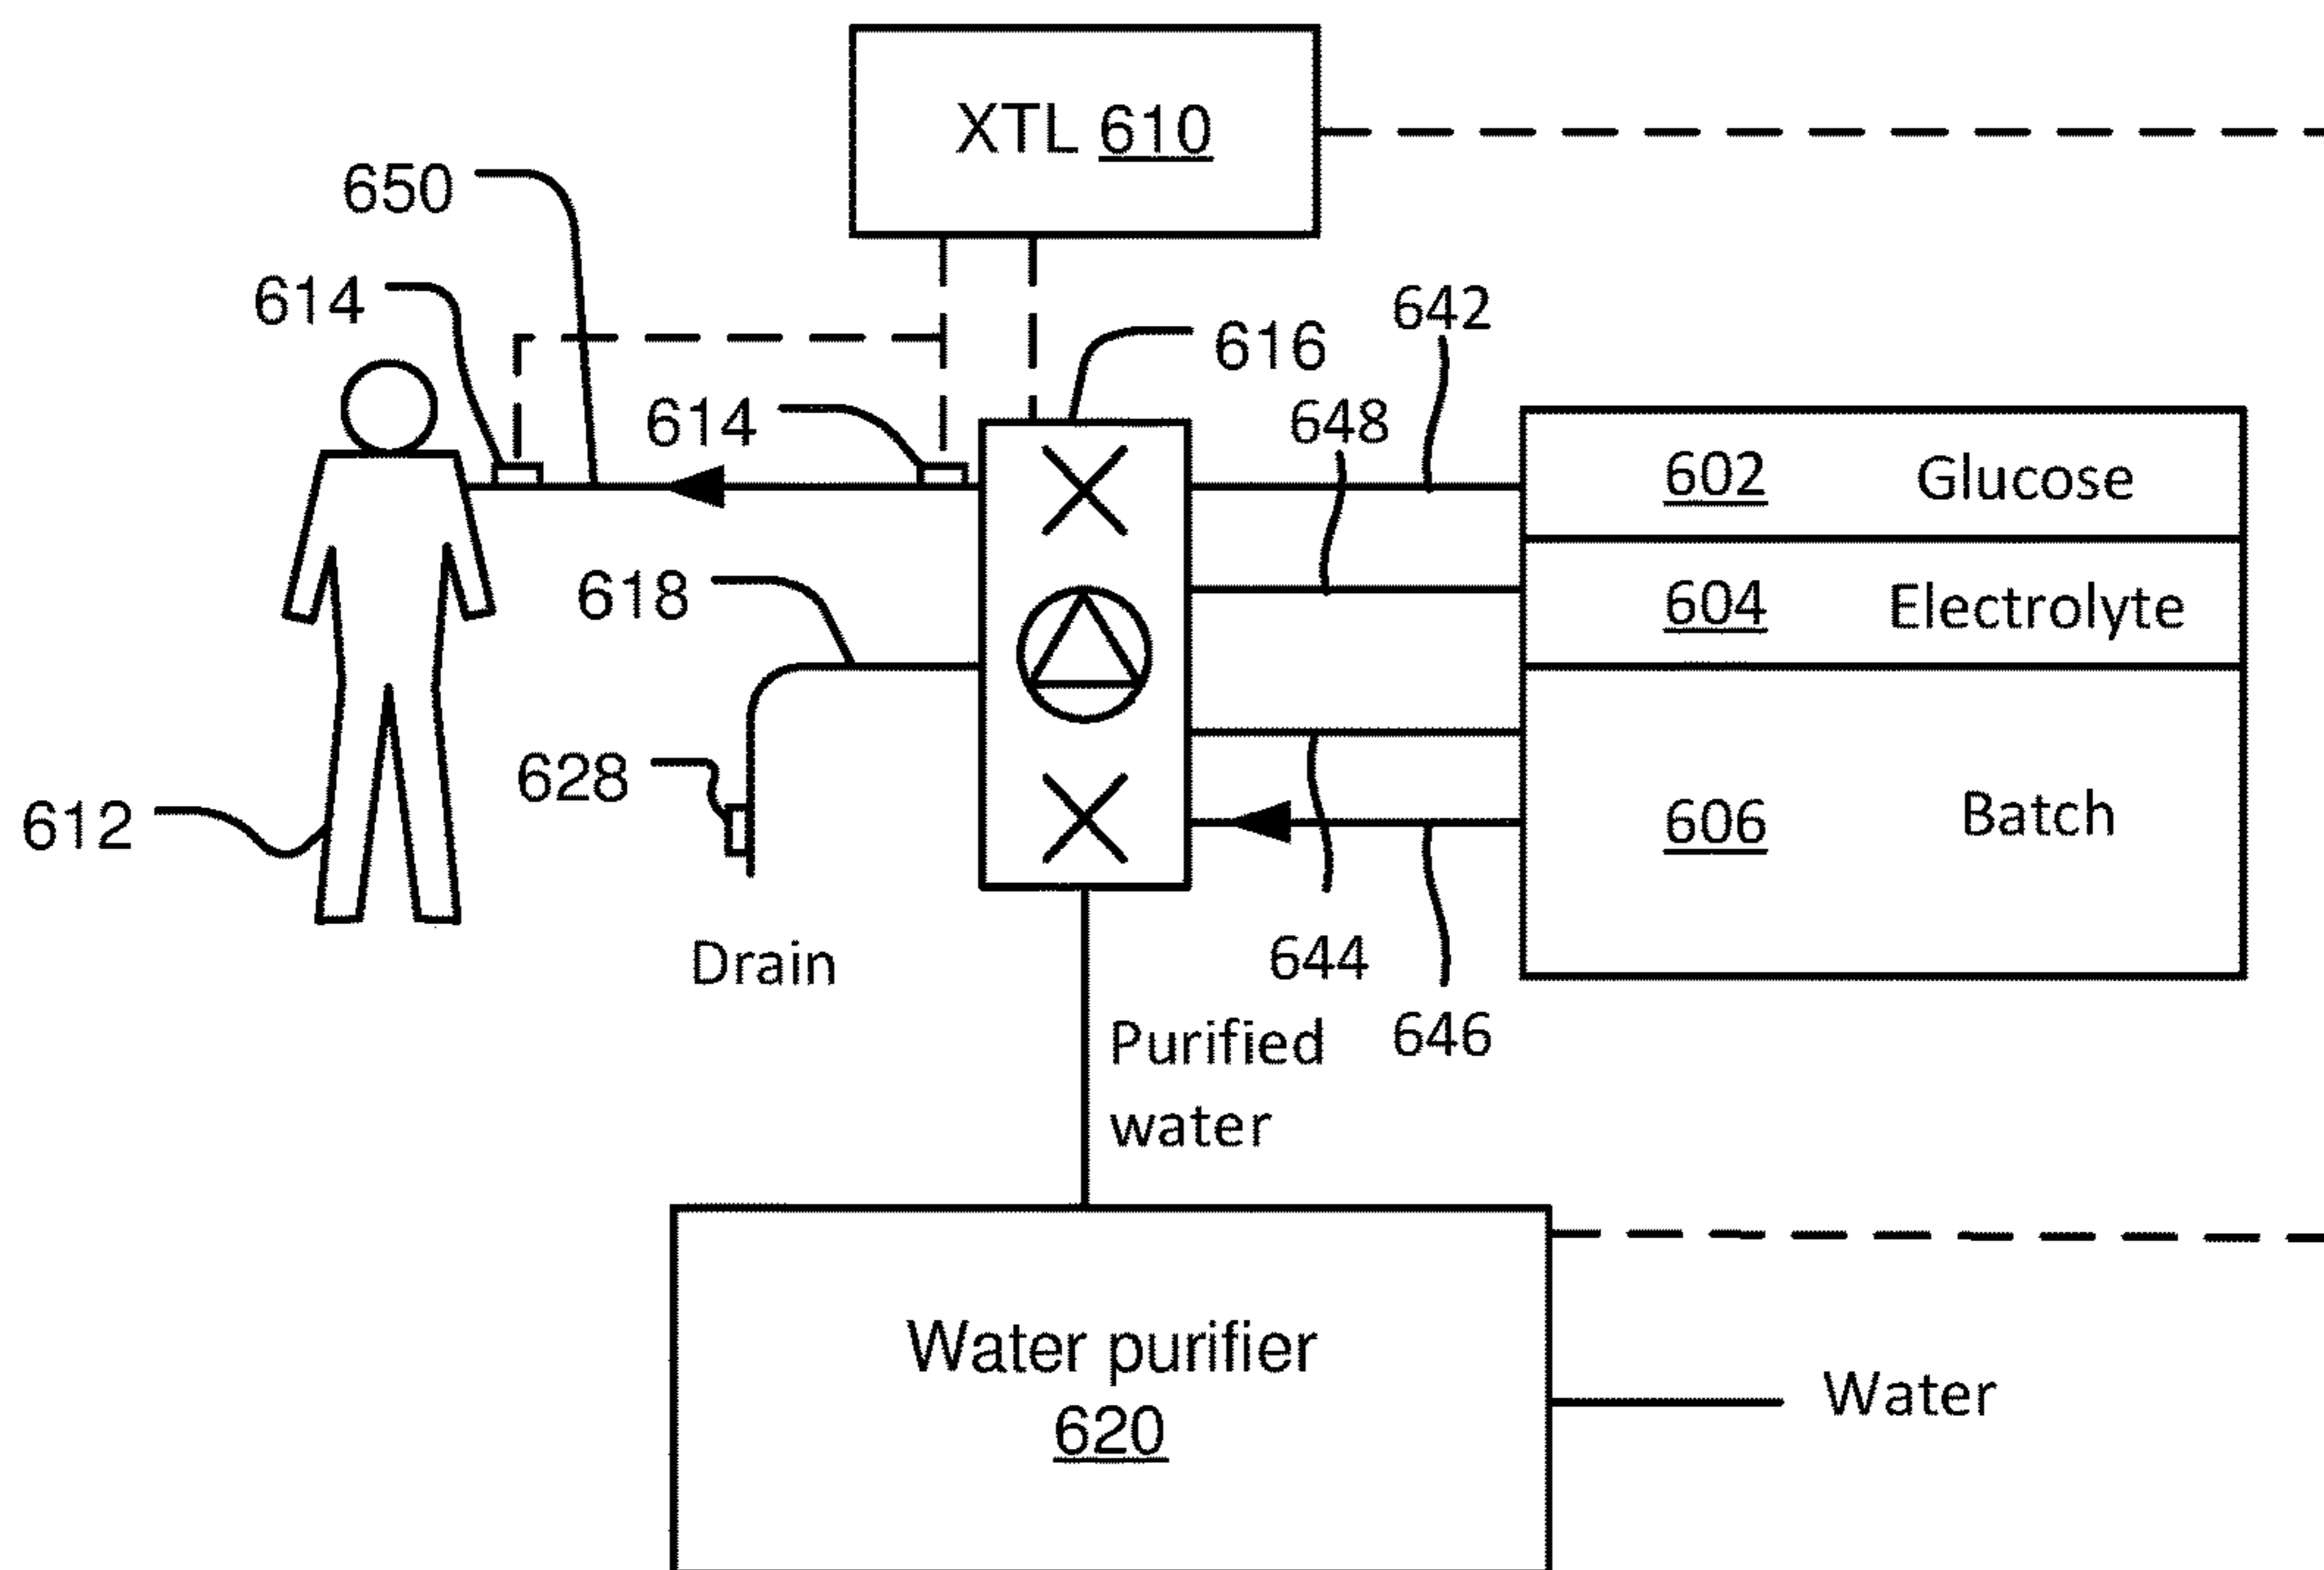 XTL 610
650
614
642
616
614
648
602 Glucose
618
604 Electrolyte
628
612
606 Batch
Drain
644
646
Purified
water
Water purifier
620
Water